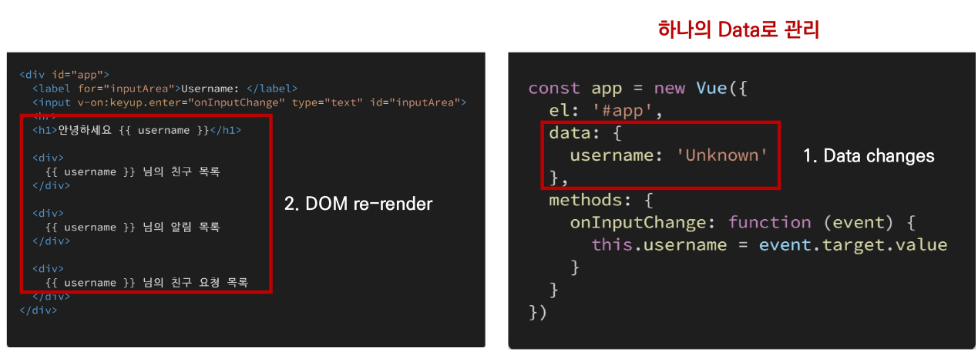 하나의 Data로 관리
<div id="app">
  <label for="inputArea">Username: </label>
  <input v-on:keyup.enter="onInputChange" type="text" id="inputArea">
  <hr>
  <h1>안녕하세요 {{ username }}</h1>
  <div>
    {{ username }} 님의 친구 목록
  </div>
  <div>
    {{ username }} 님의 알림 목록
  </div>
  <div>
    {{ username }} 님의 친구 요청 목록
  </div>
</div>
2. DOM re-render
const app = new Vue({
  el: '#app',
  data: {
    username: 'Unknown'
  },
  methods: {
    onInputChange: function (event) {
      this.username = event.target.value
    }
  }
})
1. Data changes